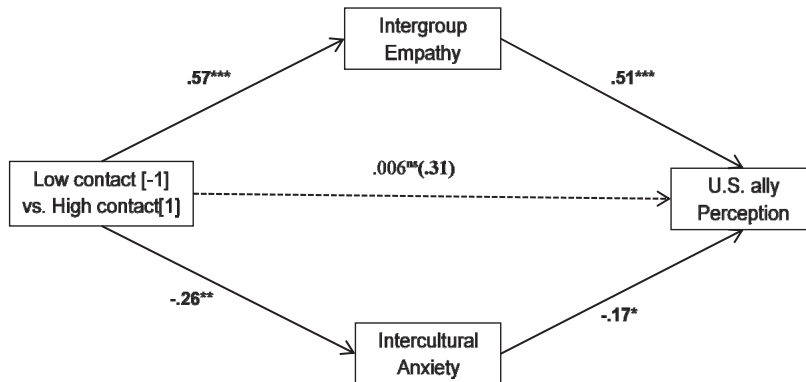 Intergroup
Empathy
.57***
.51***
.006ns(.31)
Low contact [-1]
vs. High contact[1]
U.S. ally
Perception
-.26**
-.17*
Intercultural
Anxiety